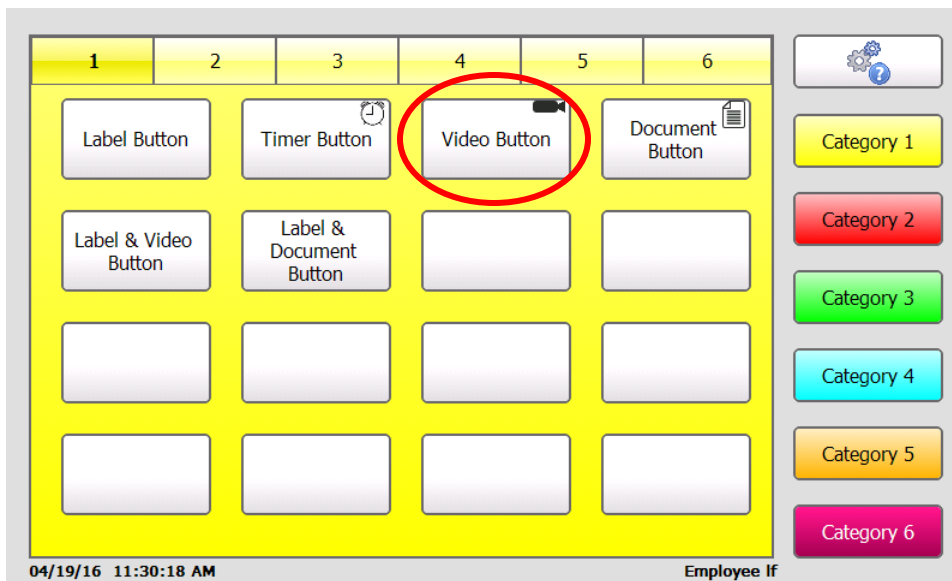 1 2 3 4 5 6
?
Label Button
Timer Button
Video Button
Document
Button
Label & Video
Button
Label &
Document
Button
Category 1
Category 2
Category 3
Category 4
Category 5
Category 6
04/19/16 11:30:18 AM
Employee lf